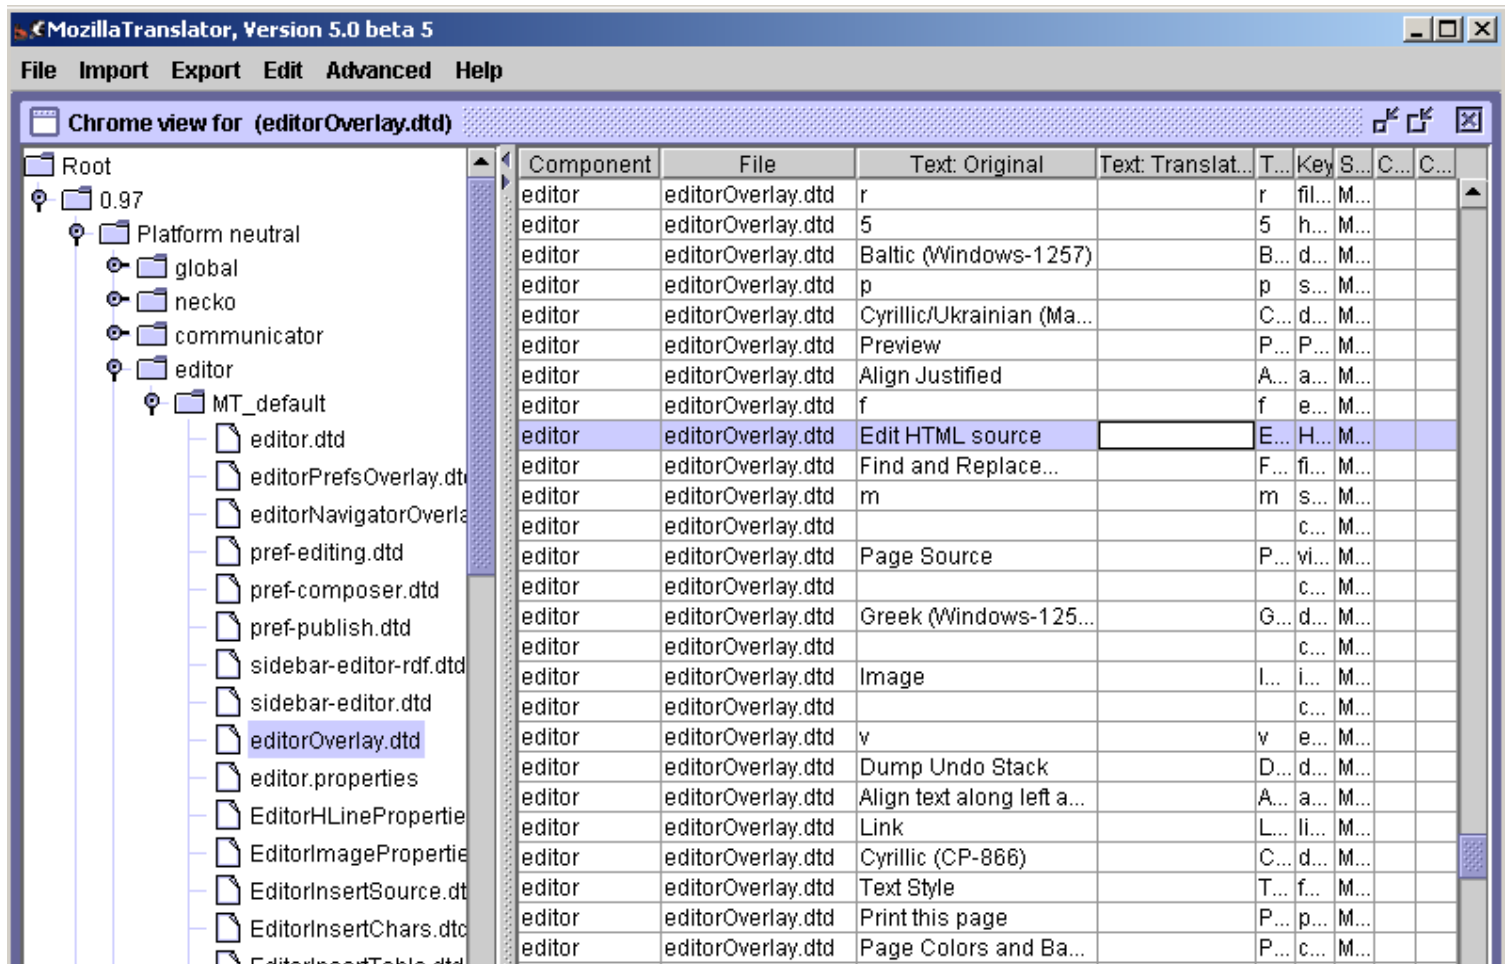 MozillaTranslator, Version 5.0 beta 5
File Import Export Edit Advanced Help
Chrome view for (editorOverlay.dtd)
Root
0.97
Platform neutral
global
necko
communicator
editor
MT_default
editor.dtd
editorPrefsOverlay.dt
editorNavigatorOverla
pref-editing.dtd
pref-composer.dtd
pref-publish.dtd
sidebar-editor-rdf.dtd
sidebar-editor.dtd
editorOverlay.dtd
editor.properties
EditorHLinePropertie
EditorImagePropertie
EditorInsertSource.dt
EditorInsertChars.dtd
EditorInsertTable.dtd
Component File Text: Original Text: Translat... T... Key S... C... C...
editor editorOverlay.dtd r r fil... M...
editor editorOverlay.dtd 5 5 h... M...
editor editorOverlay.dtd Baltic (Windows-1257) B... d... M...
editor editorOverlay.dtd p p s... M...
editor editorOverlay.dtd Cyrillic/Ukrainian (Ma... C... d... M...
editor editorOverlay.dtd Preview P... P... M...
editor editorOverlay.dtd Align Justified A... a... M...
editor editorOverlay.dtd f f e... M...
editor editorOverlay.dtd Edit HTML source E... H... M...
editor editorOverlay.dtd Find and Replace... F... fi... M...
editor editorOverlay.dtd m m s... M...
editor editorOverlay.dtd c... M...
editor editorOverlay.dtd Page Source P... vi... M...
editor editorOverlay.dtd c... M...
editor editorOverlay.dtd Greek (Windows-125... G... d... M...
editor editorOverlay.dtd c... M...
editor editorOverlay.dtd Image I... i... M...
editor editorOverlay.dtd c... M...
editor editorOverlay.dtd v v e... M...
editor editorOverlay.dtd Dump Undo Stack D... d... M...
editor editorOverlay.dtd Align text along left a... A... a... M...
editor editorOverlay.dtd Link L... li... M...
editor editorOverlay.dtd Cyrillic (CP-866) C... d... M...
editor editorOverlay.dtd Text Style T... f... M...
editor editorOverlay.dtd Print this page P... p... M...
editor editorOverlay.dtd Page Colors and Ba... P... c... M...